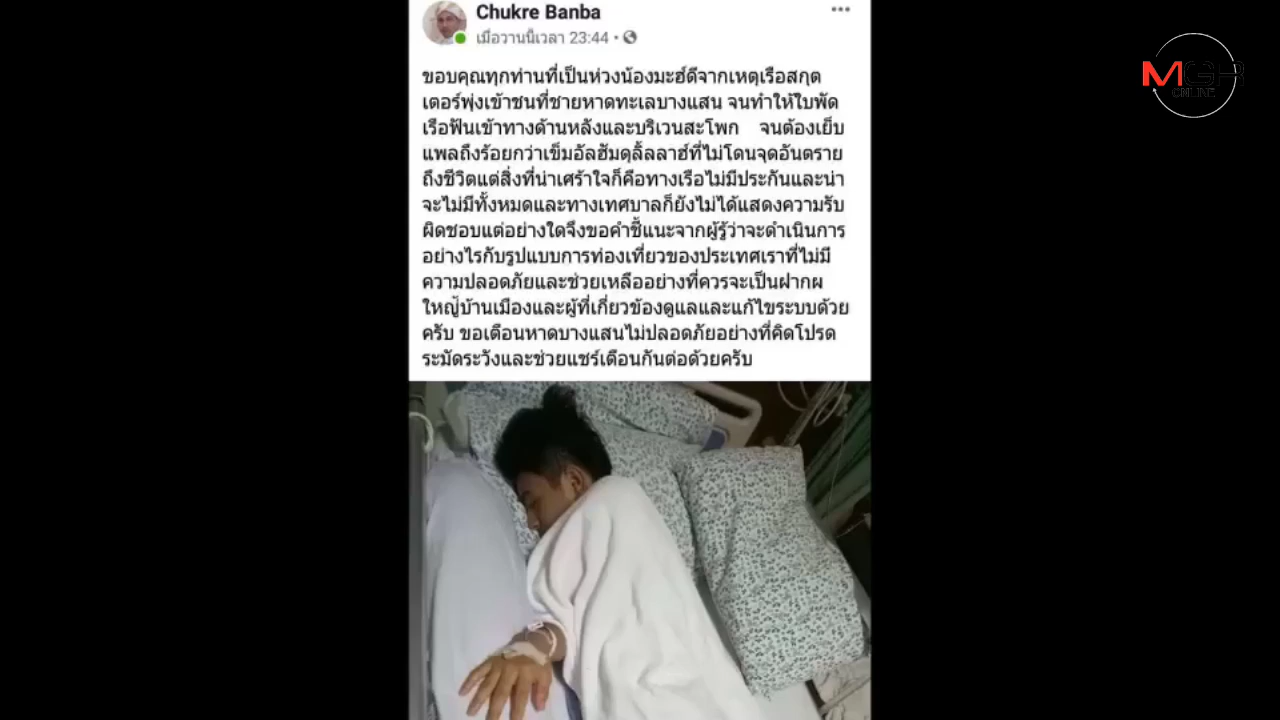 Chukre Banba
เมื่อวานนี้เวลา 23:44 •
MGR
ONLINE
ขอบคุณทุกท่านที่เป็นห่วงน้องมะฮ์ดีจากเหตุเรือสกุต
เตอร์พุ่งเข้าชนที่ชายหาดทะเลบางแสน จนทำให้ใบพัด
เรือฟันเข้าทางด้านหลังและบริเวนสะโพก จนต้องเย็บ
แพลถึงร้อยกว่าเข็มอัลฮัมดุลิ้ลลาฮ์ที่ไม่โดนจุดอันตราย
ถึงชีวิตแต่สิ่งที่น่าเศร้าใจก็คือทางเรือไม่มีประกันและน่า
จะไม่มีทั้งหมดและทางเทศบาลก็ยังไม่ได้แสดงความรับ
ผิดชอบแต่อย่างใดจึงขอคำชี้แนะจากผู้รู้ว่าจะดำเนินการ
อย่างไรกับรูปแบบการท่องเที่ยวของประเทศเราที่ไม่มี
ความปลอดภัยและช่วยเหลืออย่างที่ควรจะเป็นฝากผ
ใหญ่บ้านเมืองและผู้ที่เกี่ยวข้องดูแลและแก้ไขระบบด้วย
ครับ ขอเตือนหาดบางแสนไม่ปลอดภัยอย่างที่คิดโปรด
ระมัดระวังและช่วยแชร์เตือนกันต่อด้วยครับ